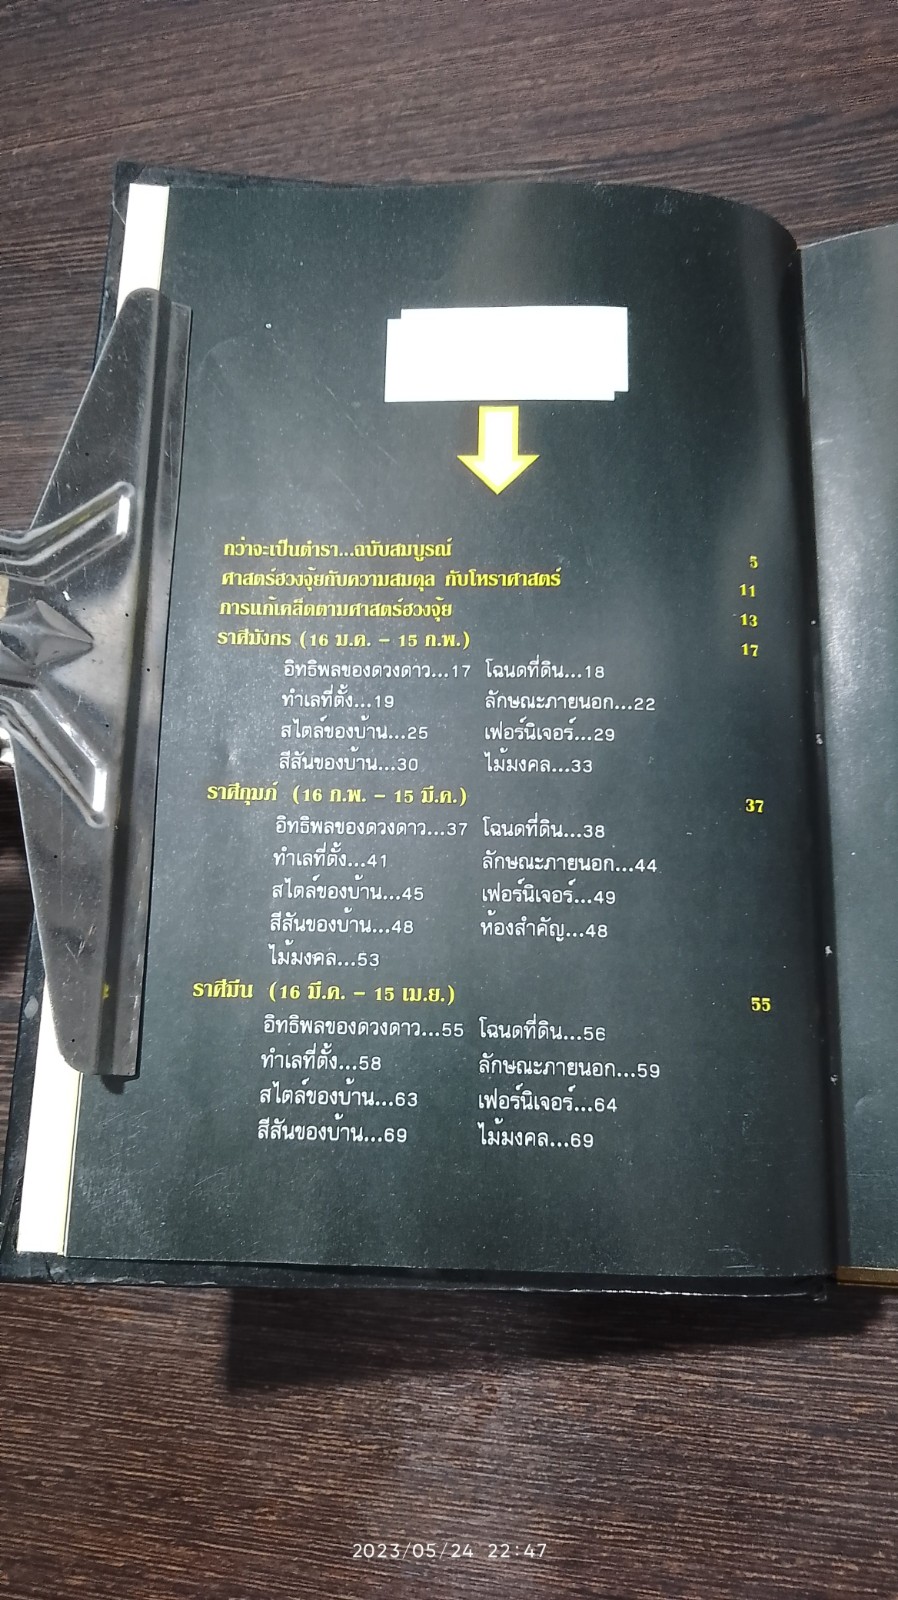 กว่าจะเป็นตำรา...ฉบับสมบูรณ์ 5
ศาสตร์ฮวงจุ้ยกับความสมดุล กับโหราศาสตร์ 11
การแก้เคล็ดตามศาสตร์ฮวงจุ้ย 13
ราศีมังกร (16 ม.ค. - 15 ก.พ.) 17
อิทธิพลของดวงดาว...17 โฉนดที่ดิน...18
ทำเลที่ตั้ง...19 ลักษณะภายนอก...22
สไตล์ของบ้าน...25 เฟอร์นิเจอร์...29
สีสันของบ้าน...30 ไม้มงคล...33
ราศีกุมภ์ (16 ก.พ. - 15 มี.ค.) 37
อิทธิพลของดวงดาว...37 โฉนดที่ดิน...38
ทำเลที่ตั้ง...41 ลักษณะภายนอก...44
สไตล์ของบ้าน...45 เฟอร์นิเจอร์...49
สีสันของบ้าน...48 ห้องสำคัญ...48
ไม้มงคล...53
ราศีมีน (16 มี.ค. - 15 เม.ย.) 55
อิทธิพลของดวงดาว...55 โฉนดที่ดิน...56
ทำเลที่ตั้ง...58 ลักษณะภายนอก...59
สไตล์ของบ้าน...63 เฟอร์นิเจอร์...64
สีสันของบ้าน...69 ไม้มงคล...69
2023/05/24 22:47